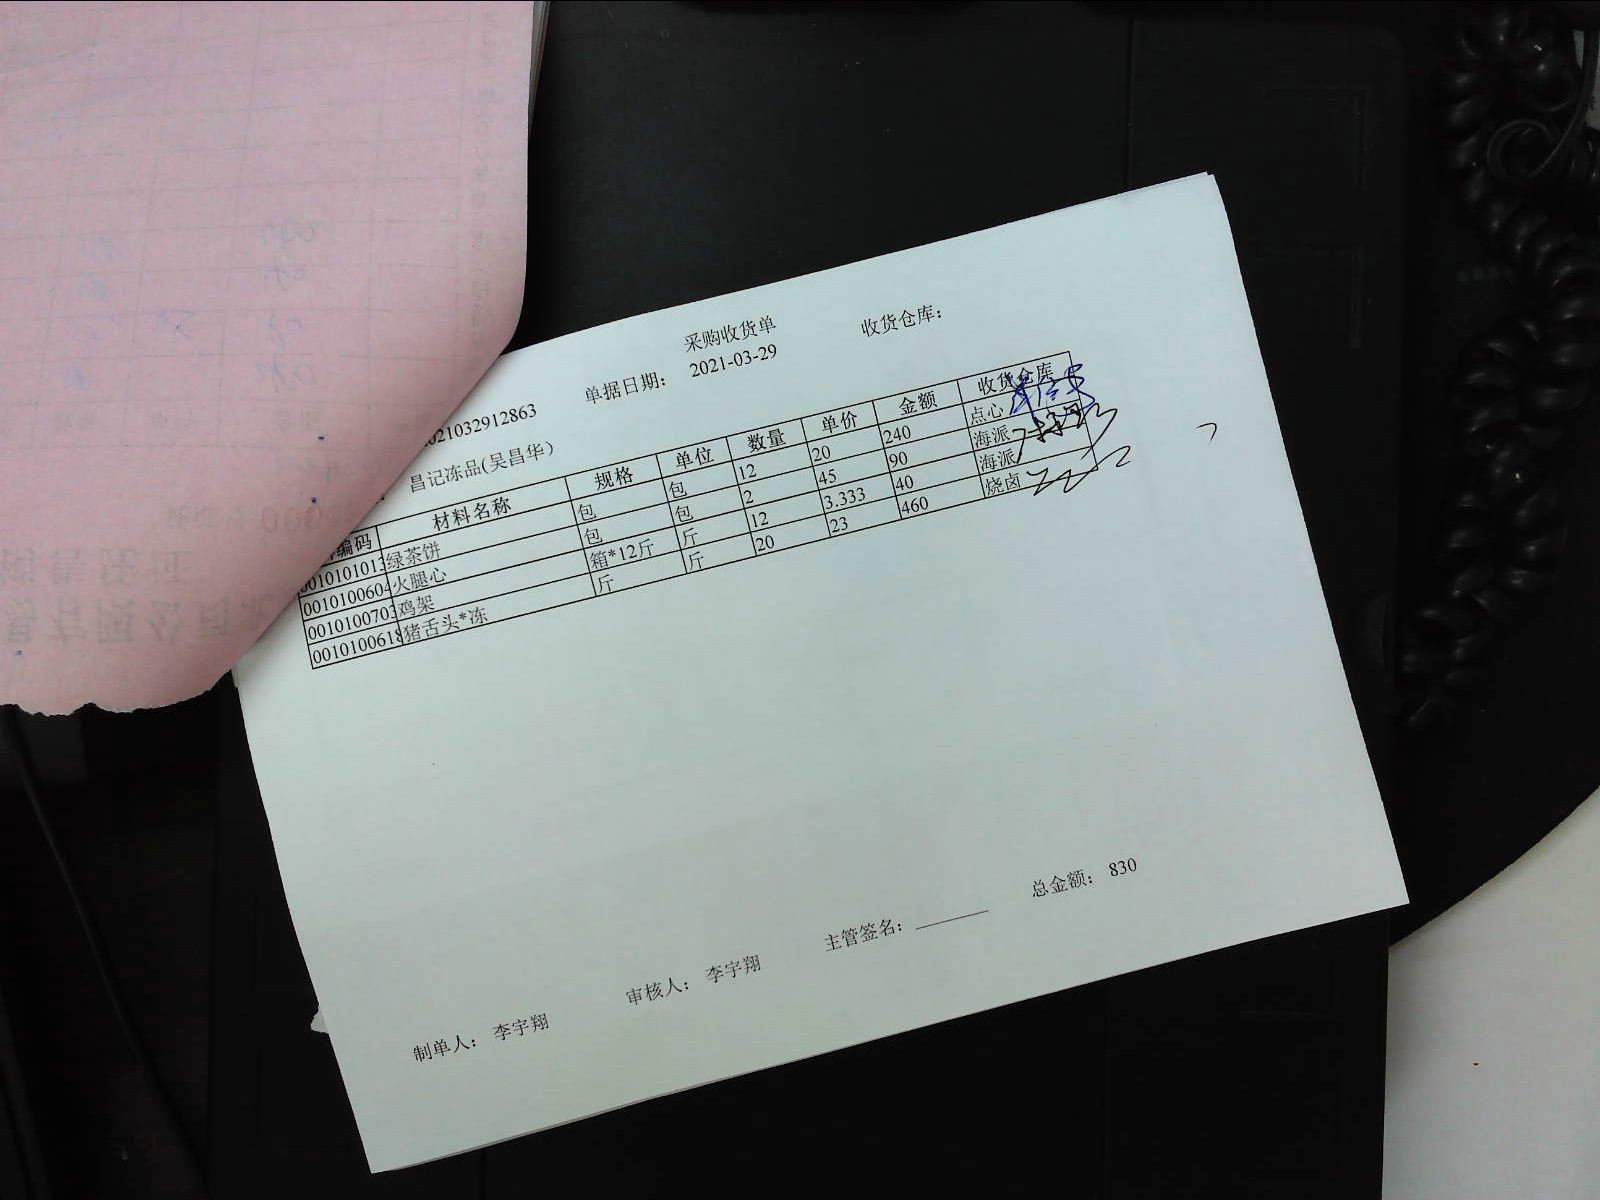 采购收货单 收货仓库：
单据日期： 2021-03-29
021032912863
昌记冻品(吴昌华)
编码 材料名称 规格 单位 数量 单价 金额 收货仓库
001010101 绿茶饼 包 包 12 20 240 点心
001010060 火腿心 包 包 2 45 90 海派
001010070 鸡架 箱*12斤 斤 12 3.333 40 海派
0010100618 猪舌头*冻 斤 斤 20 23 460 烧卤
制单人： 李宇翔 审核人： 李宇翔 主管签名： 总金额： 830